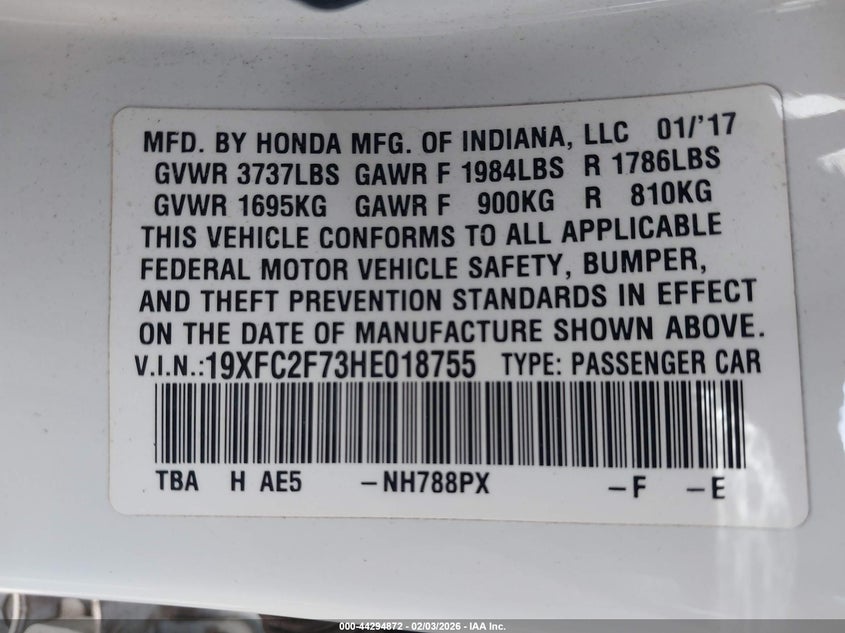 MFD. BY HONDA MFG. OF INDIANA, LLC 01/'17
GVWR 3737LBS GAWR F 1984LBS R 1786LBS
GVWR 1695KG GAWR F 900KG R 810KG
THIS VEHICLE CONFORMS TO ALL APPLICABLE
FEDERAL MOTOR VEHICLE SAFETY, BUMPER,
AND THEFT PREVENTION STANDARDS IN EFFECT
ON THE DATE OF MANUFACTURE SHOWN ABOVE.
V.I.N.:19XFC2F73HE018755 TYPE: PASSENGER CAR
TBA H AE5 -NH788PX -F -E
000-44294872 - 02/03/2026 - IAA Inc.